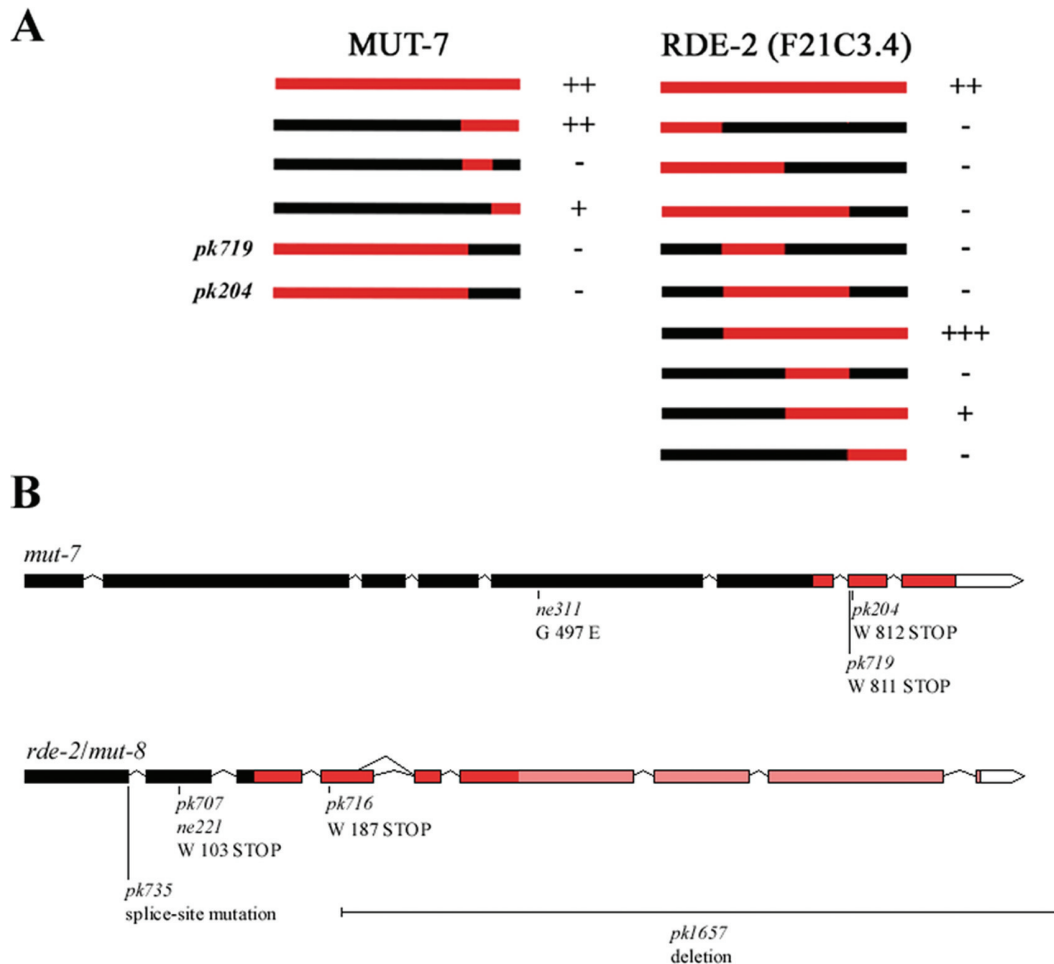 A
MUT-7
++
++
-
+
pk719 -
pk204 -
RDE-2 (F21C3.4)
++
-
-
-
-
-
+++
-
+
-
B
mut-7
ne311
G 497 E
pk204
W 812 STOP
pk719
W 811 STOP
rde-2/mut-8
pk707
ne221
W 103 STOP
pk716
W 187 STOP
pk735
splice-site mutation
pk1657
deletion